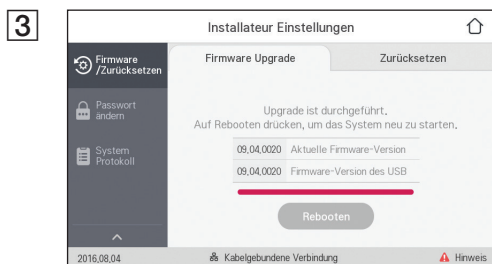 3
Installateur Einstellungen
Firmware
/Zurücksetzen
Passwort
ändern
System
Protokoll
Firmware Upgrade
Zurücksetzen
Upgrade ist durchgeführt.
Auf Rebooten drücken, um das System neu zu starten.
09.04.0020 Aktuelle Firmware-Version
09.04.0020 Firmware-Version des USB
Rebooten
2016.08.04 Kabelgebundene Verbindung Hinweis